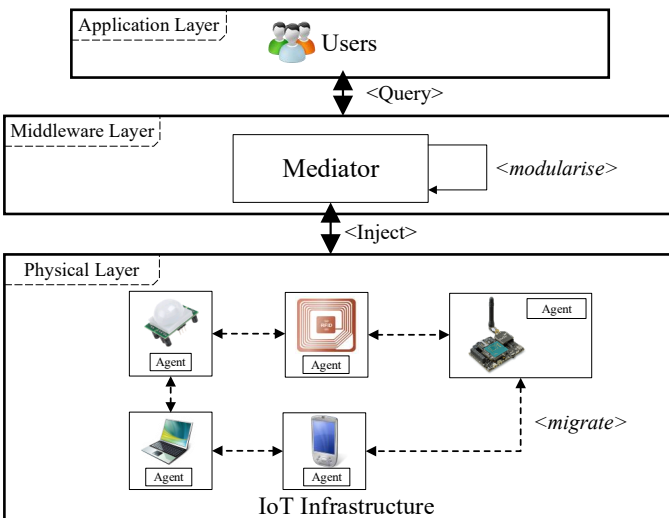 Application Layer
Users
<Query>
Middleware Layer
Mediator
<modularise>
<Inject>
Physical Layer
Agent
RFID
Agent
Agent
Agent
Agent
<migrate>
IoT Infrastructure